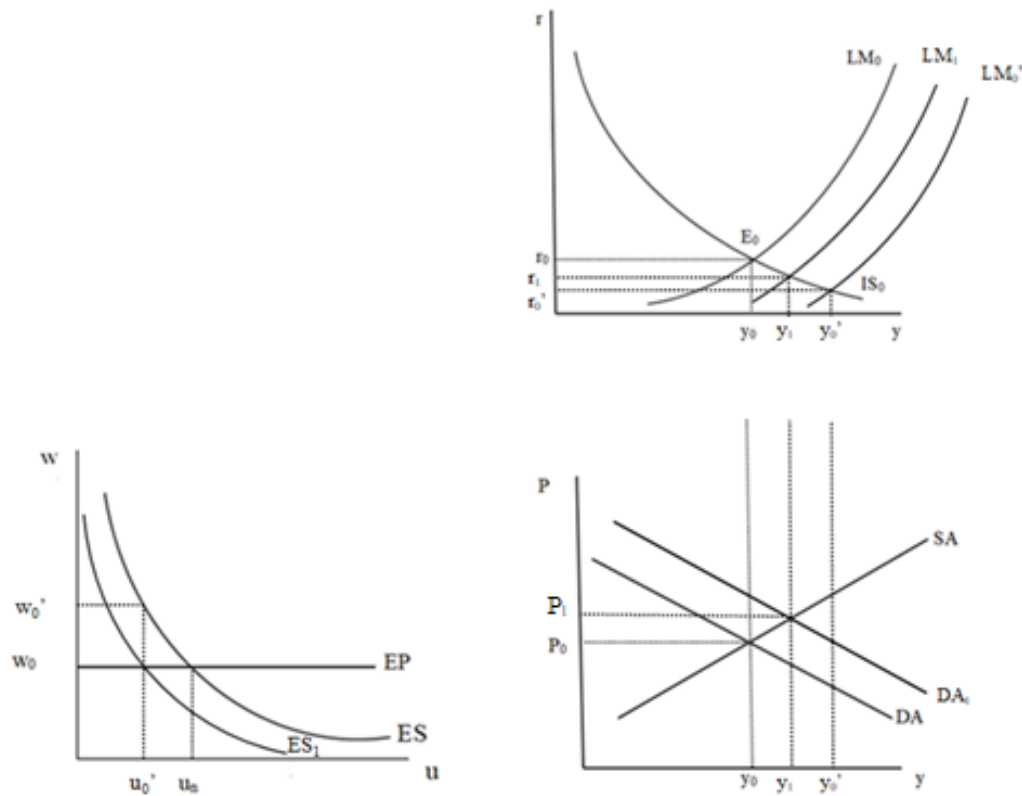 r
LM₀
LM₁
LM₀'
E₀
r₀
r₁
r₀'
IS₀
y₀ y₁ y₀' y
w
w₀'
w₀
EP
ES
ES₁
u₀' uₙ u
P
SA
P₁
P₀
DA₁
DA
y₀ y₁ y₀' y